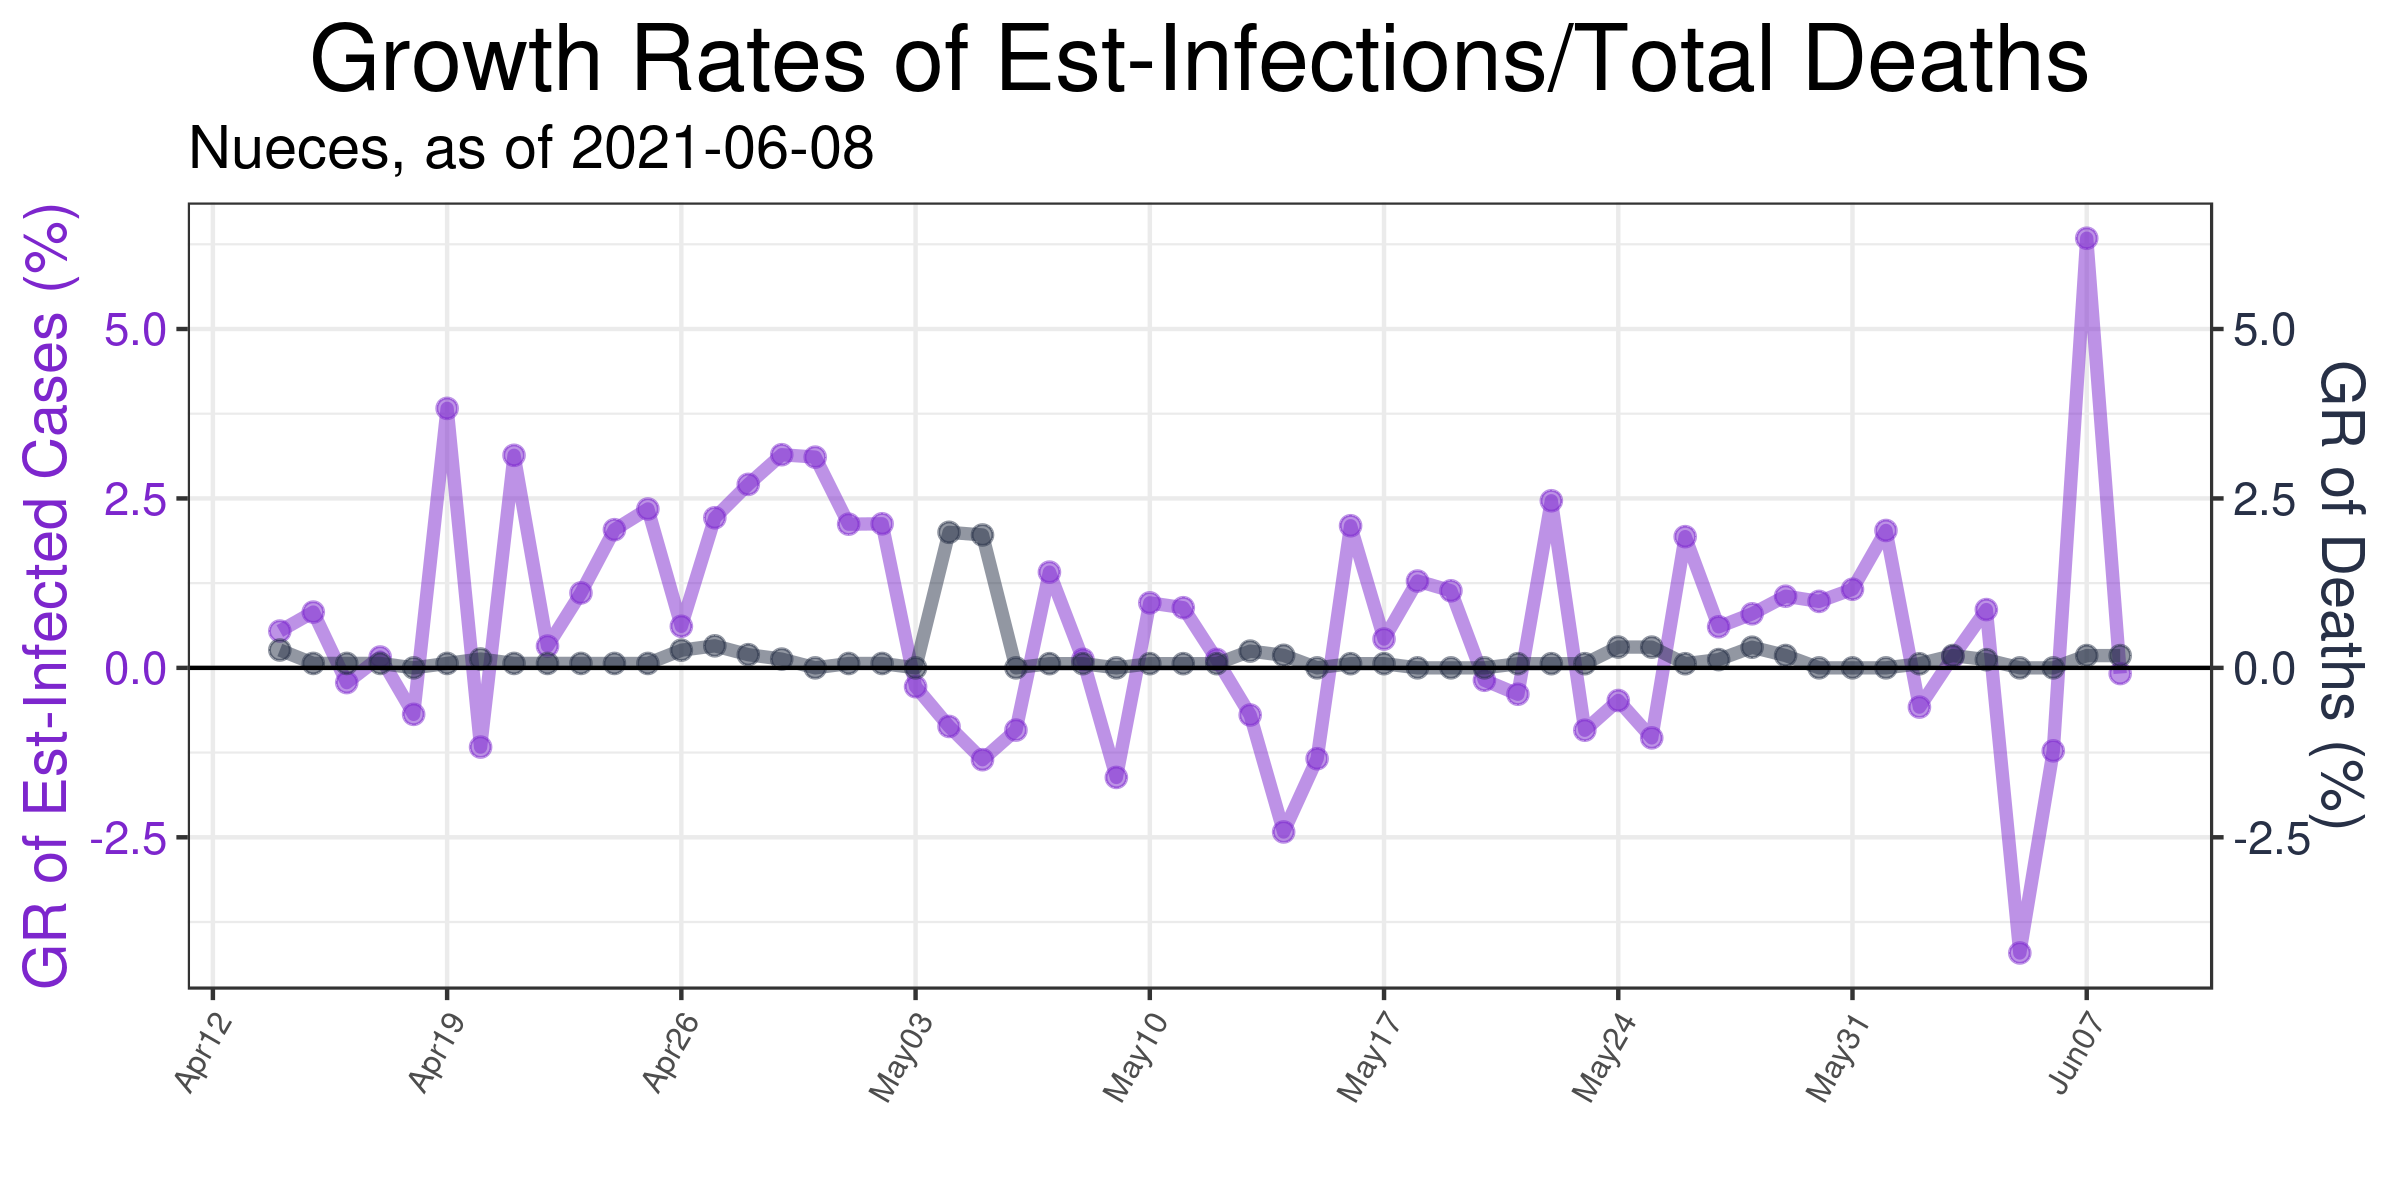 Growth Rates of Est-Infections/Total Deaths
Nueces, as of 2021-06-08
GR of Est-Infected Cases (%)
5.0
2.5
0.0
-2.5
5.0
2.5
0.0
-2.5
GR of Deaths (%)
Apr12
Apr19
Apr26
May03
May10
May17
May24
May31
Jun07